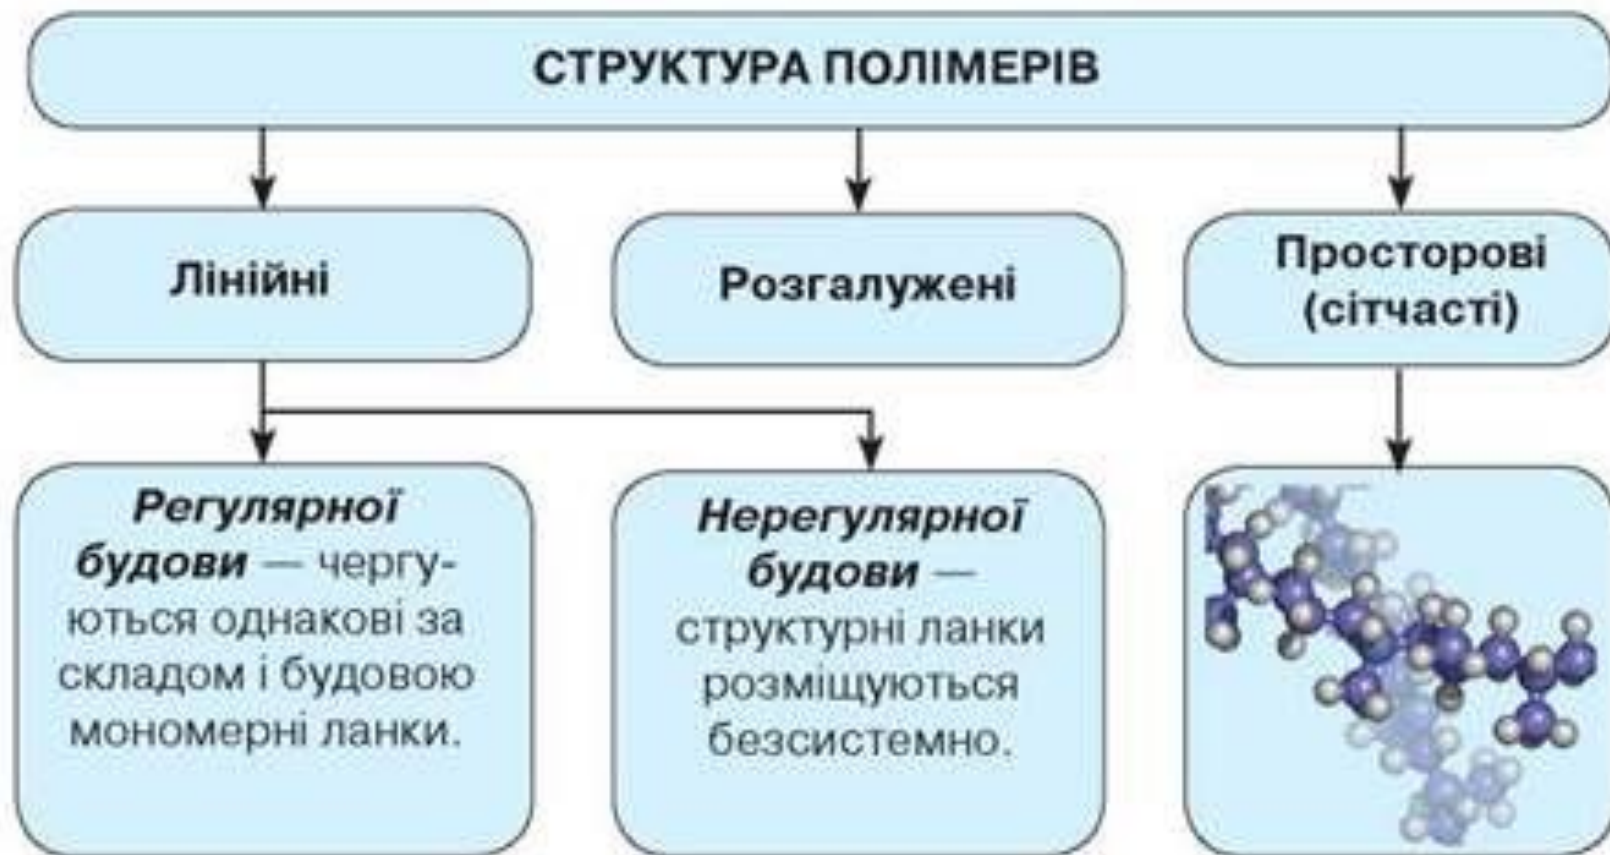 СТРУКТУРА ПОЛІМЕРІВ
Лінійні
Розгалужені
Просторові
(сітчасті)
Регулярної
будови — чергу-
ються однакові за
складом і будовою
мономерні ланки.
Нерегулярної
будови —
структурні ланки
розміщуються
безсистемно.